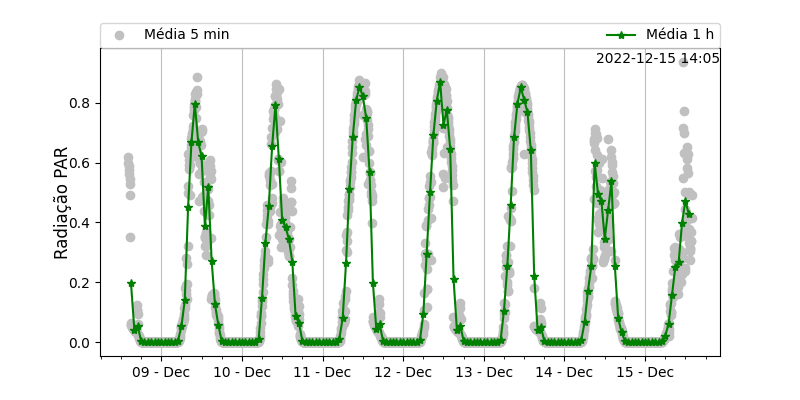 Média 5 min
Média 1 h
2022-12-15 14:05
Radiação PAR
0.8
0.6
0.4
0.2
0.0
09 - Dec
10 - Dec
11 - Dec
12 - Dec
13 - Dec
14 - Dec
15 - Dec